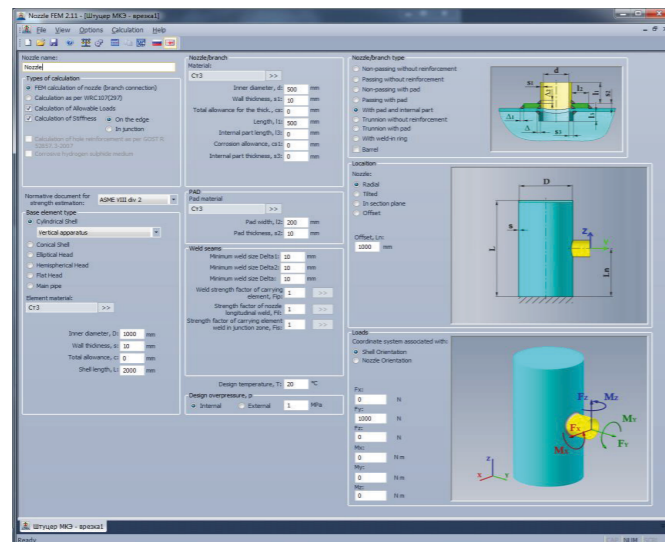 Nozzle FEM 2.11 - [Штуцер МКЭ - врезка1]
File View Options Calculation Help
Nozzle name:
Nozzle
Types of calculation
FEM calculation of nozzle (branch connection)
Calculation as per WRC107(297)
Calculation of Allowable Loads
Calculation of Stiffness
On the edge
In junction
Corrosive hydrogen sulphide medium
Normative document for strength estimation:
ASME VIII div 2
Base element type
Cylindrical Shell
Vertical apparatus
Conical Shell
Elliptical Head
Hemispherical Head
Flat Head
Main pipe
Element material:
Ст3 >>
Inner diameter, D: 1000 mm
Wall thickness, s: 10 mm
Total allowance, c: 0 mm
Shell length, L: 2000 mm
Nozzle/branch
Material:
Ст3 >>
Inner diameter, d: 500 mm
Wall thickness, s1: 10 mm
Total allowance for the thick., cs: 0 mm
Length, l1: 500 mm
Internal part length, l3: 0 mm
Corrosion allowance, cs1: 0 mm
Internal part thickness, s3: 0 mm
PAD
Pad material
Ст3 >>
Pad width, l2: 200 mm
Pad thickness, s2: 10 mm
Weld seams
Minimum weld size Delta1: 10 mm
Minimum weld size Delta2: 10 mm
Minimum weld size Delta: 10 mm
Weld strength factor of carrying element, Fip: 1 >>
Strength factor of nozzle longitudinal weld, Fil: 1 >>
Strength factor of carrying element weld in junction zone, Fis: 1 >>
Design temperature, T: 20 °C
Design overpressure, p
Internal External 1 MPa
Nozzle/branch type
Non-passing without reinforcement
Passing without reinforcement
Non-passing with pad
Passing with pad
With pad and internal part
Trunnion without reinforcement
Trunnion with pad
With weld-in ring
Barrel
Location
Nozzle:
Radial
Tilted
In section plane
Offset
Offset, Ln:
1000 mm
D
s
L
Z
Ln
Loads
Coordinate system associated with:
Shell Orientation
Nozzle Orientation
Fx:
0 N
Fy:
1000 N
Fz:
0 N
Mx:
0 N m
My:
0 N m
Mz:
0 N m
Fz Mz
My
Fx
Fy
Mx
z
x y
Штуцер МКЭ - врезка1
Ready